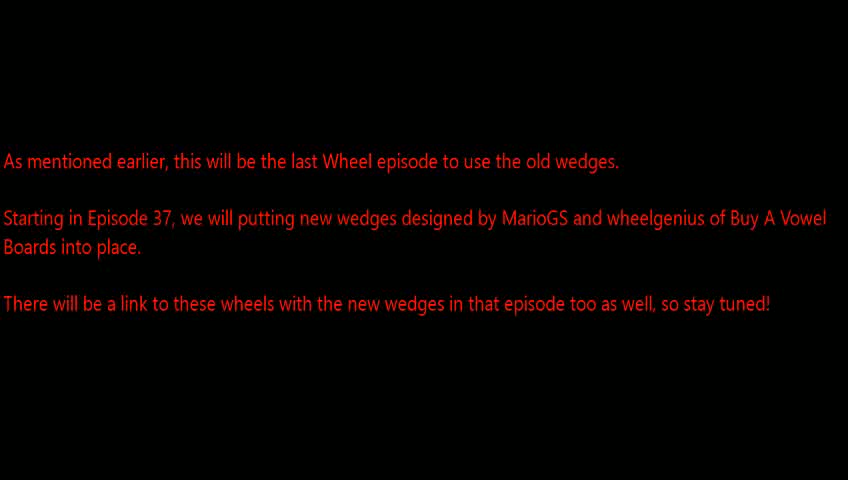 As mentioned earlier, this will be the last Wheel episode to use the old wedges.
Starting in Episode 37, we will putting new wedges designed by MarioGS and wheelgenius of Buy A Vowel
Boards into place.
There will be a link to these wheels with the new wedges in that episode too as well, so stay tuned!